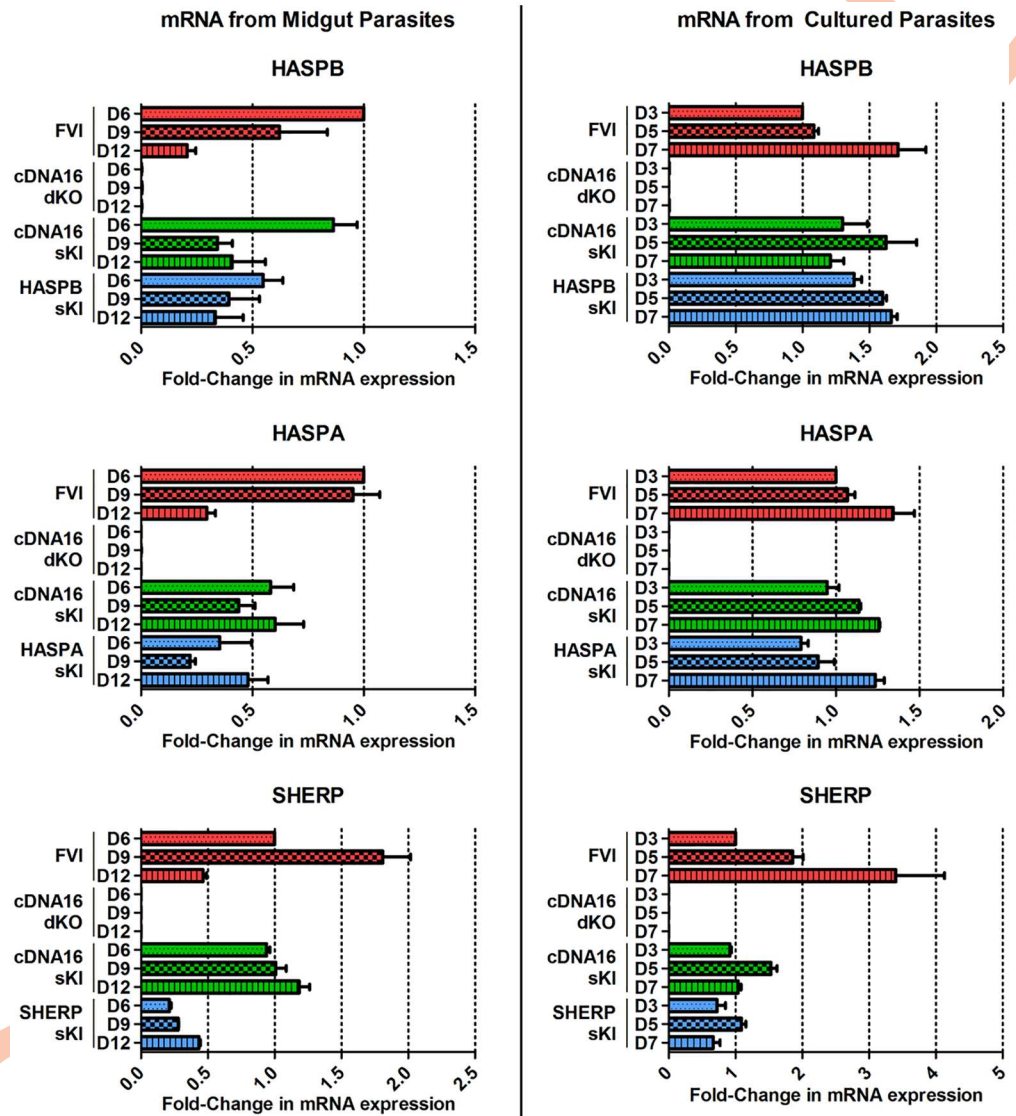 mRNA from Midgut Parasites
HASPB
FVI
D6
D9
D12
cDNA16
dKO
D6
D9
D12
cDNA16
sKI
D6
D9
D12
HASPB
sKI
D6
D9
D12
0.0 0.5 1.0 1.5
Fold-Change in mRNA expression
HASPA
FVI
D6
D9
D12
cDNA16
dKO
D6
D9
D12
cDNA16
sKI
D6
D9
D12
HASPA
sKI
D6
D9
D12
0.0 0.5 1.0 1.5
Fold-Change in mRNA expression
SHERP
FVI
D6
D9
D12
cDNA16
dKO
D6
D9
D12
cDNA16
sKI
D6
D9
D12
SHERP
sKI
D6
D9
D12
0.0 0.5 1.0 1.5 2.0 2.5
Fold-Change in mRNA expression
mRNA from Cultured Parasites
HASPB
FVI
D3
D5
D7
cDNA16
dKO
D3
D5
D7
cDNA16
sKI
D3
D5
D7
HASPB
sKI
D3
D5
D7
0.0 0.5 1.0 1.5 2.0 2.5
Fold-Change in mRNA expression
HASPA
FVI
D3
D5
D7
cDNA16
dKO
D3
D5
D7
cDNA16
sKI
D3
D5
D7
HASPA
sKI
D3
D5
D7
0.0 0.5 1.0 1.5 2.0
Fold-Change in mRNA expression
SHERP
FVI
D3
D5
D7
cDNA16
dKO
D3
D5
D7
cDNA16
sKI
D3
D5
D7
SHERP
sKI
D3
D5
D7
0 1 2 3 4 5
Fold-Change in mRNA expression